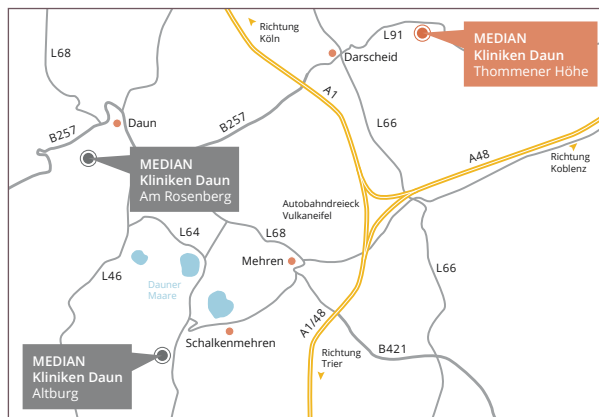 Richtung
Köln
L91
MEDIAN
Kliniken Daun
Thommener Höhe
L68
Darscheid
A1
Daun
B257
B257
L66
A48
MEDIAN
Kliniken Daun
Am Rosenberg
Richtung
Koblenz
Autobahndreieck
Vulkaneifel
L64
L68
Mehren
L46
Dauner
Maare
L66
A1/48
Schalkenmehren
MEDIAN
Kliniken Daun
Altburg
Richtung
Trier
B421